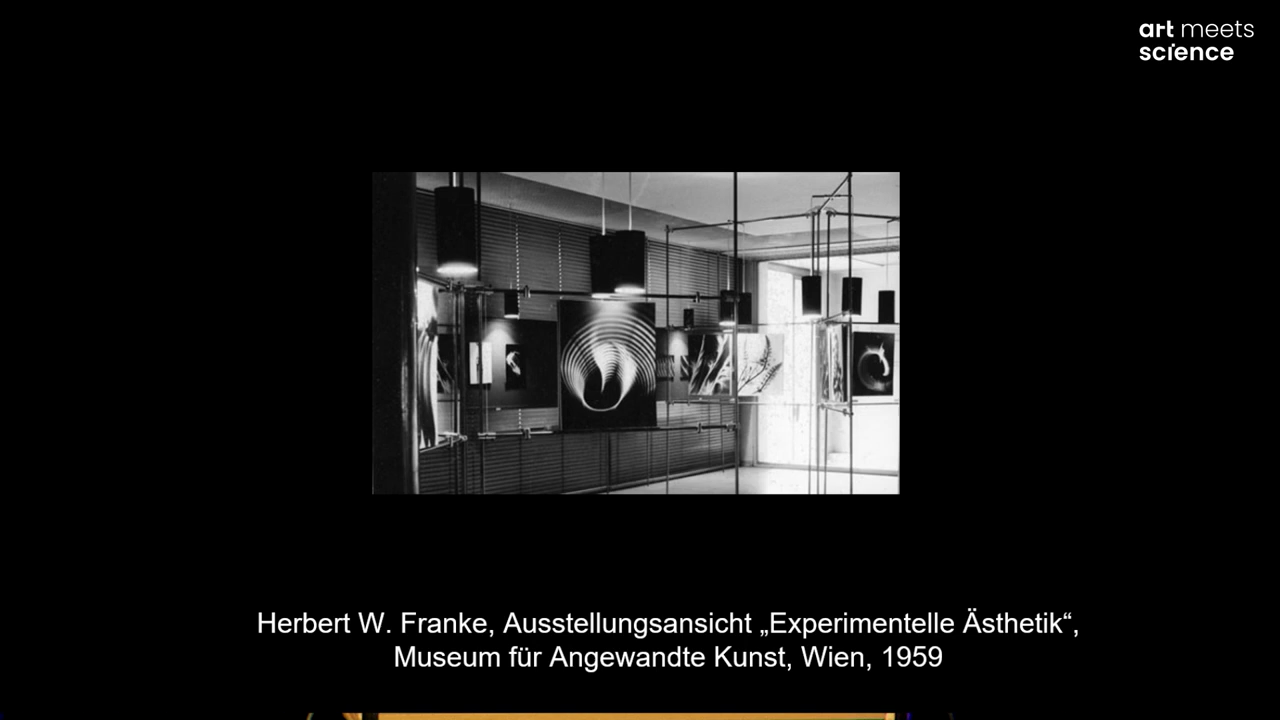 art meets
science
Herbert W. Franke, Ausstellungsansicht „Experimentelle Ästhetik“,
Museum für Angewandte Kunst, Wien, 1959